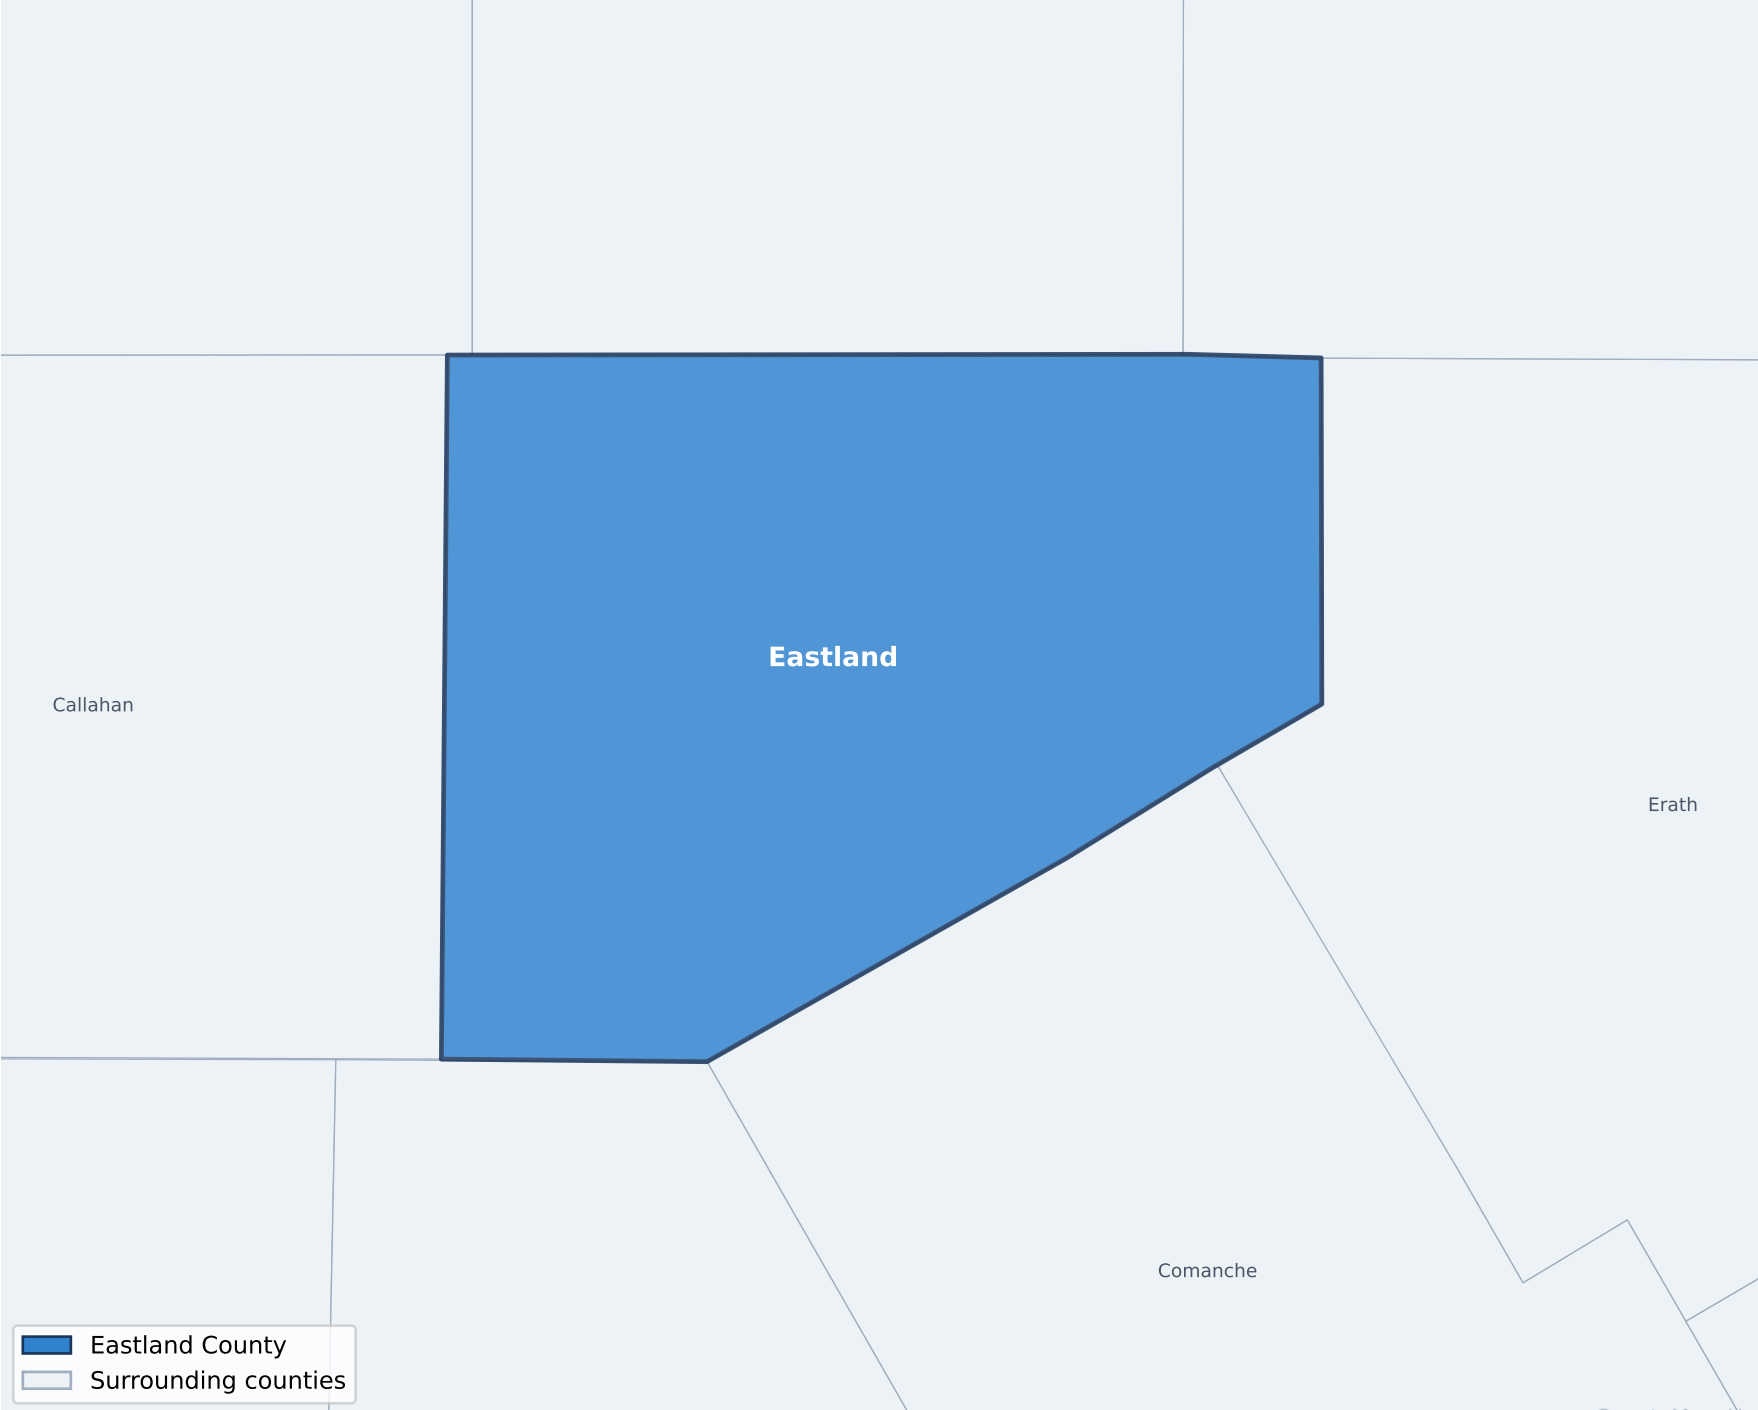 Eastland
Callahan
Erath
Comanche
Eastland County
Surrounding counties